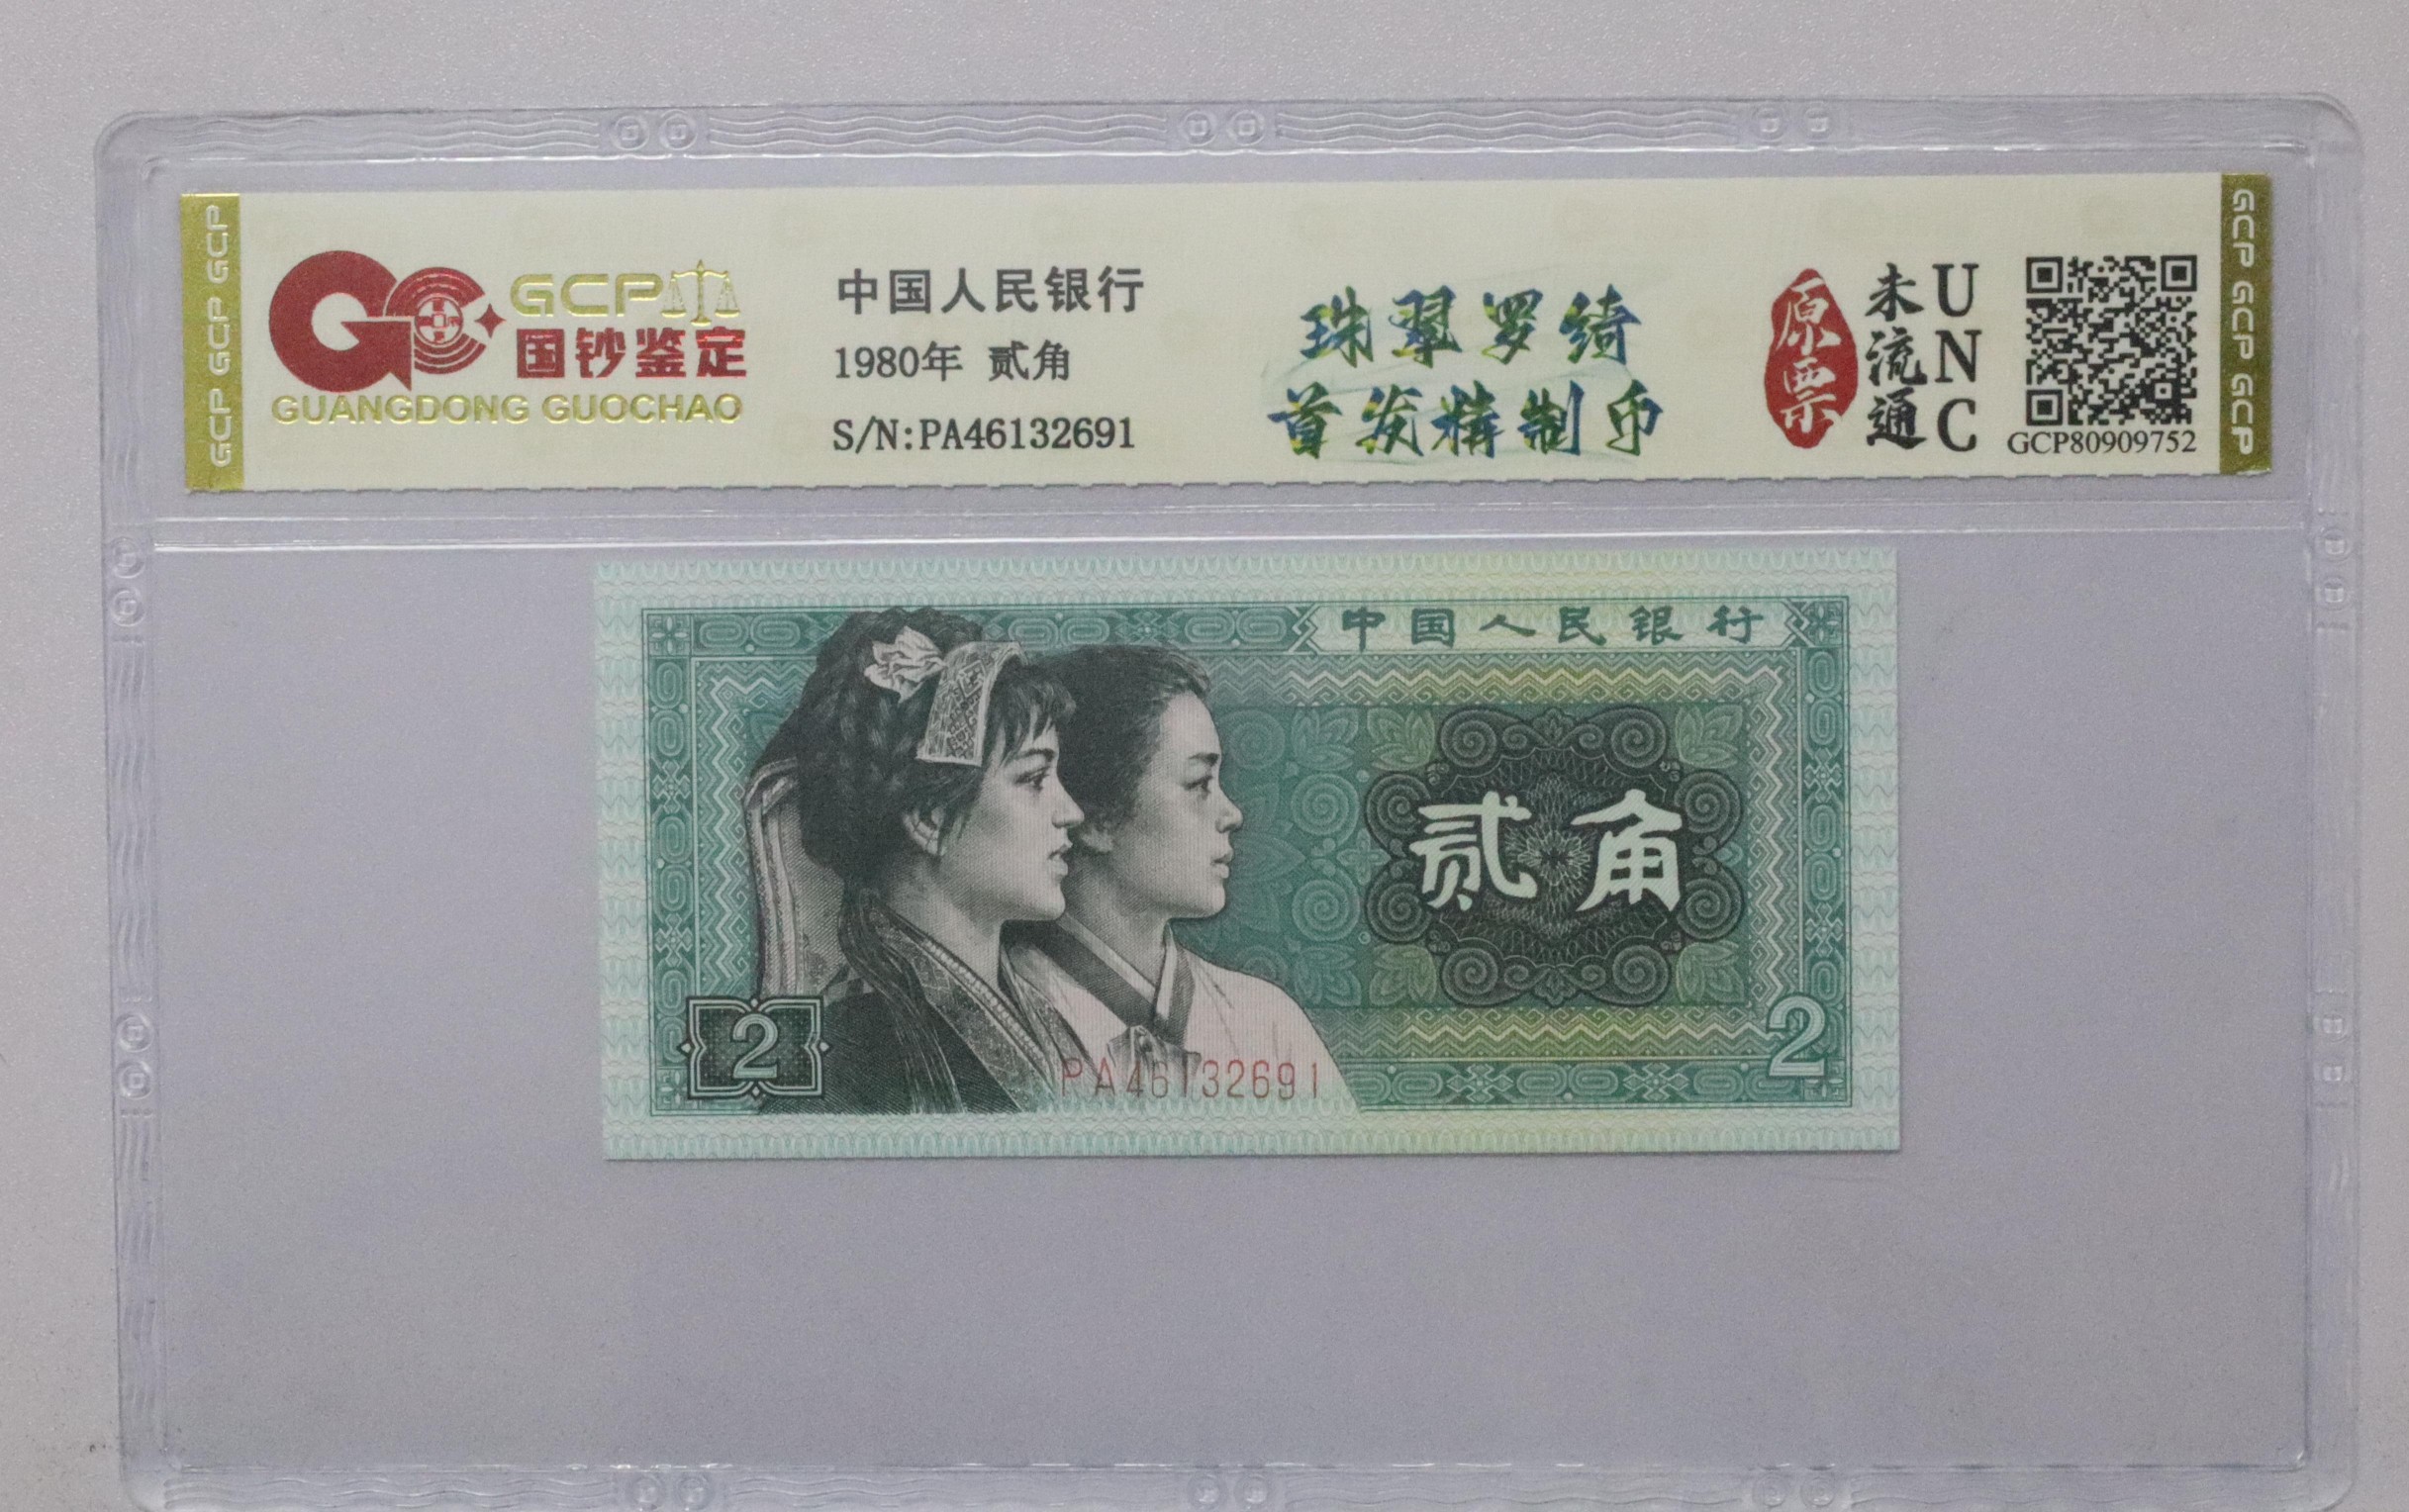 GCP GCP GCP
GCP
国钞鉴定
GUANGDONG GUOCHAO
中国人民银行
1980年 贰角
S/N:PA46132691
珠翠罗绮
首发精制币
原票
未流通
UNC
GCP80909752
GCP GCP GCP
中国人民银行
贰角
2
PA46132691
2